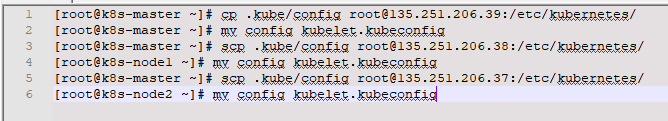 1 [root@k8s-master ~]# cp .kube/config root@135.251.206.39:/etc/kubernetes/
2 [root@k8s-master ~]# mv config kubelet.kubeconfig
3 [root@k8s-master ~]# scp .kube/config root@135.251.206.38:/etc/kubernetes/
4 [root@k8s-node1 ~]# mv config kubelet.kubeconfig
5 [root@k8s-master ~]# scp .kube/config root@135.251.206.37:/etc/kubernetes/
6 [root@k8s-node2 ~]# mv config kubelet.kubeconfig